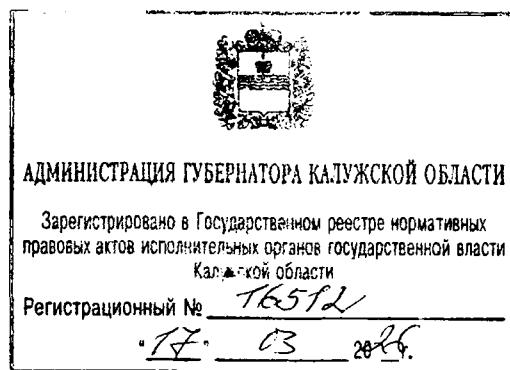 АДМИНИСТРАЦИЯ ГУБЕРНАТОРА КАЛУЖСКОЙ ОБЛАСТИ
Зарегистрировано в Государственном реестре нормативных
правовых актов исполнительных органов государственной власти
Калужской области
Регистрационный № 16512
"17" 03 2026г.